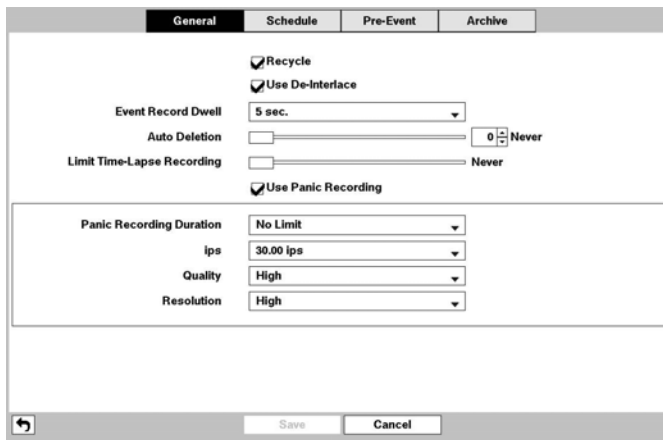 General Schedule Pre-Event Archive
Recycle
Use De-Interlace
Event Record Dwell 5 sec.
Auto Deletion 0 Never
Limit Time-Lapse Recording Never
Use Panic Recording
Panic Recording Duration No Limit
ips 30.00 ips
Quality High
Resolution High
Save Cancel